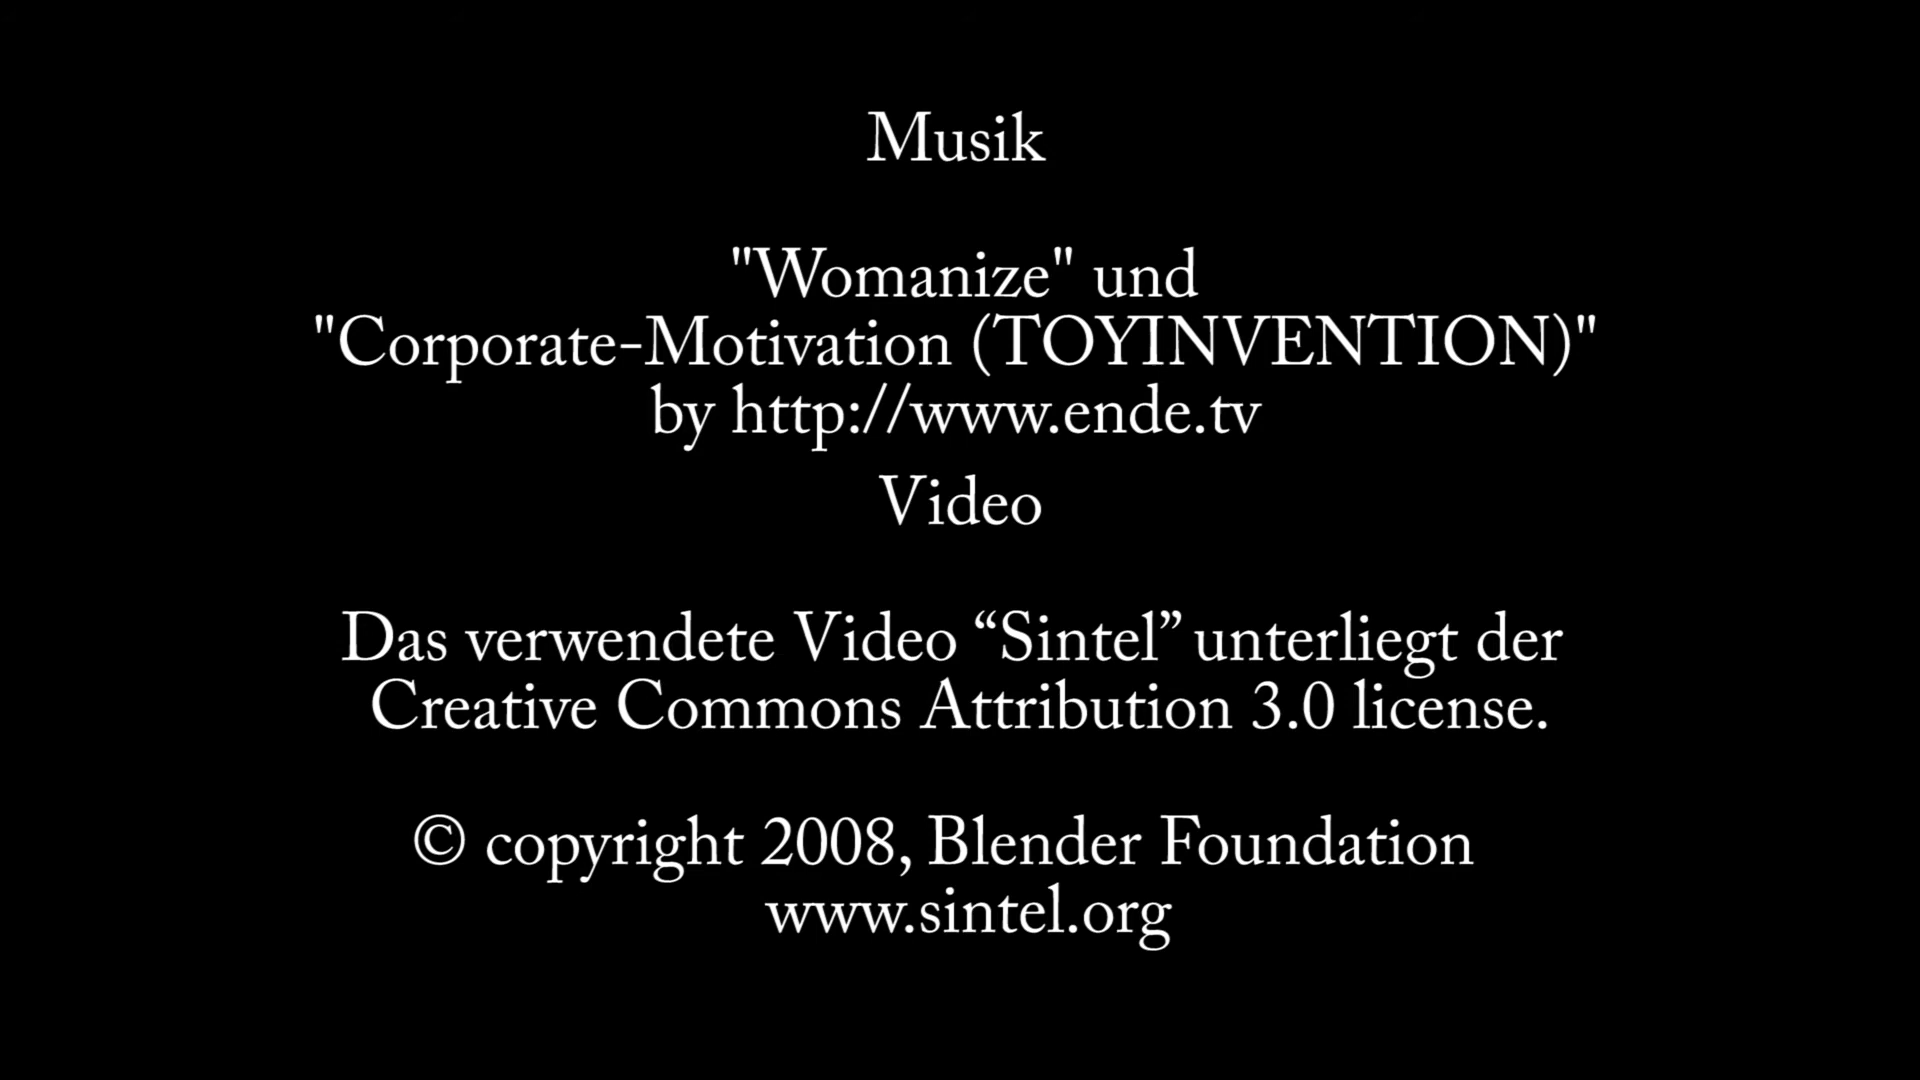 Musik
"Womanize" und
"Corporate-Motivation (TOYINVENTION)"
by http://www.ende.tv
Video
Das verwendete Video “Sintel” unterliegt der
Creative Commons Attribution 3.0 license.
© copyright 2008, Blender Foundation
www.sintel.org